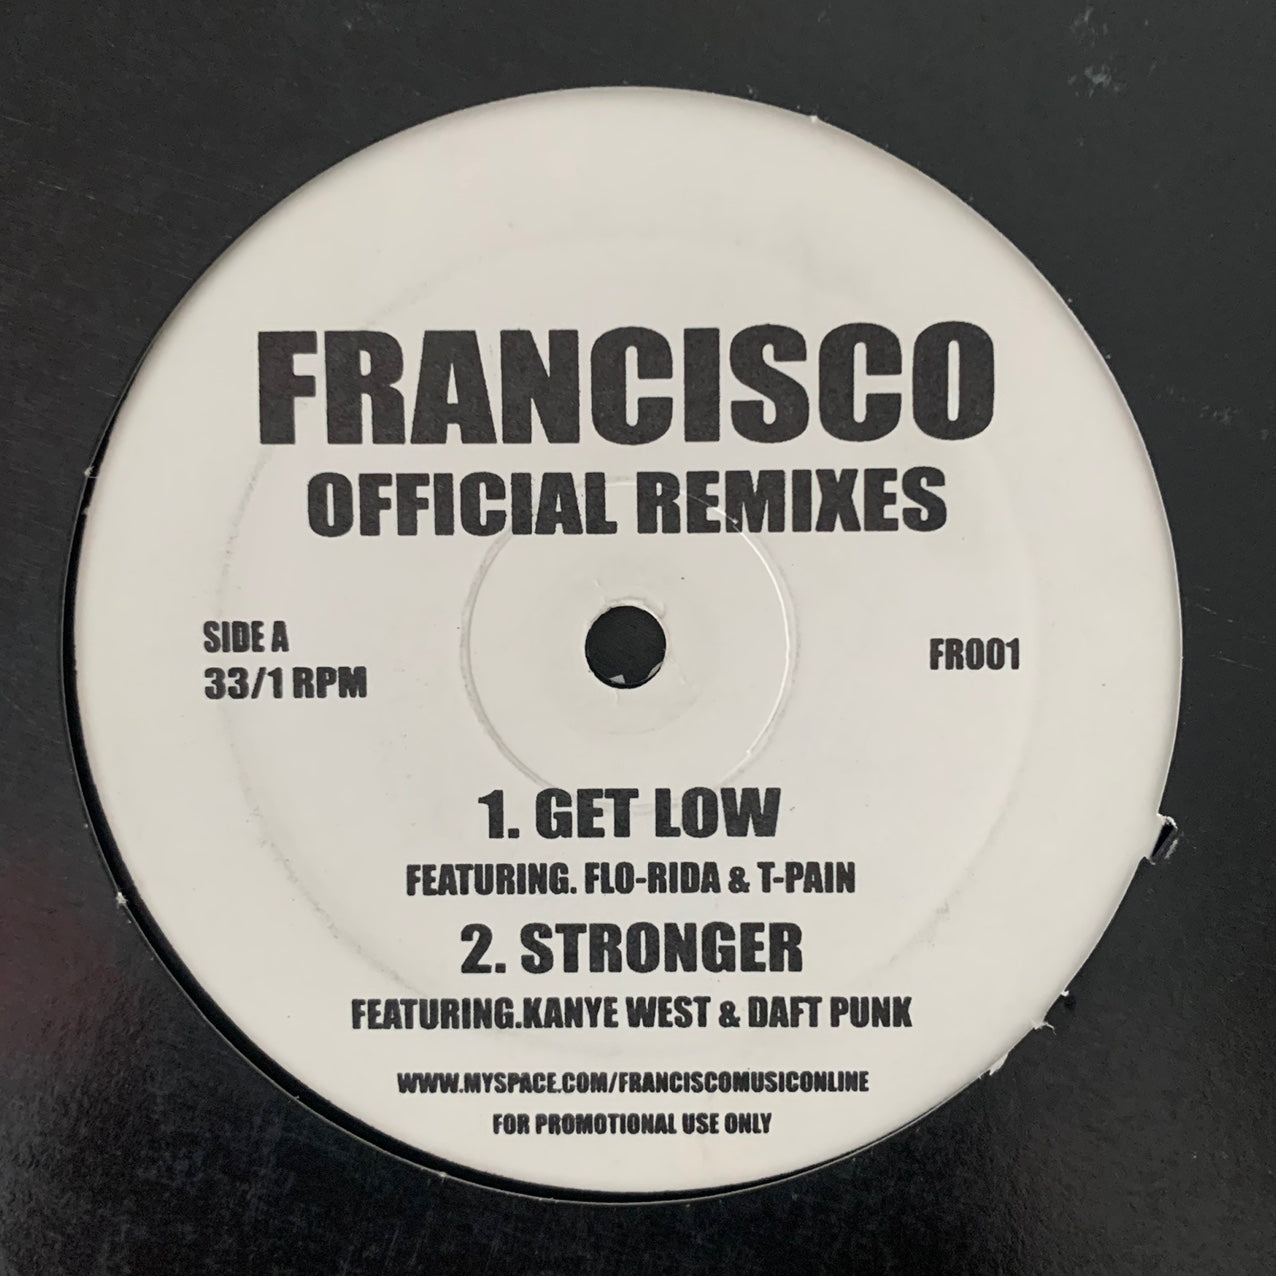 FRANCISCO
OFFICIAL REMIXES
SIDE A
33/1 RPM
FR001
1. GET LOW
FEATURING. FLO-RIDA & T-PAIN
2. STRONGER
FEATURING.KANYE WEST & DAFT PUNK
WWW.MYSPACE.COM/FRANCISCOMUSICONLINE
FOR PROMOTIONAL USE ONLY